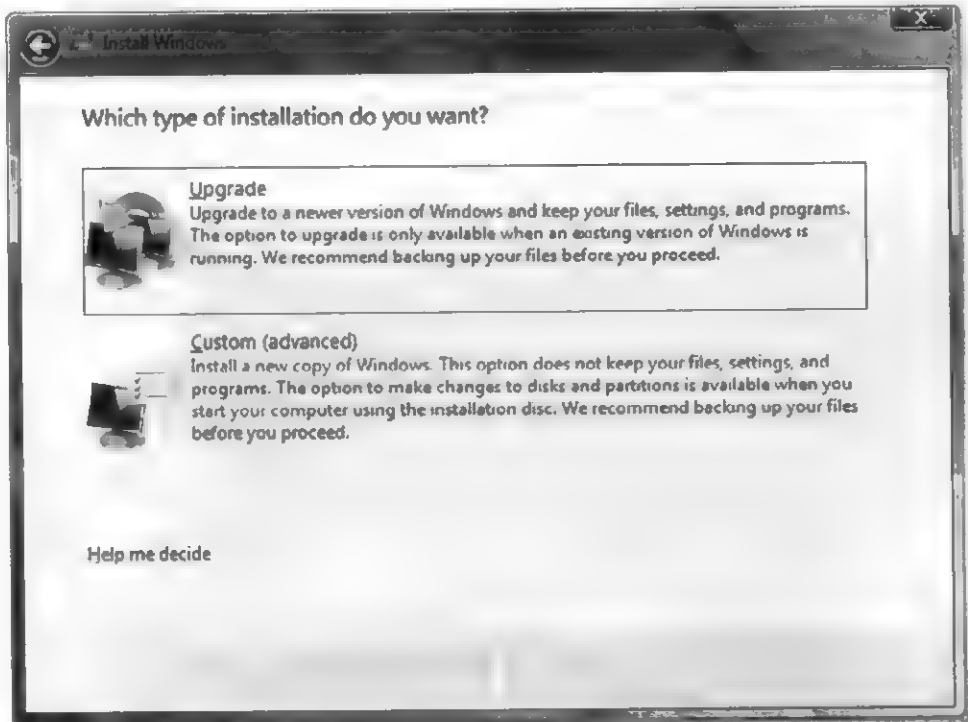 Install Windows
Which type of installation do you want?
Upgrade
Upgrade to a newer version of Windows and keep your files, settings, and programs.
The option to upgrade is only available when an existing version of Windows is
running. We recommend backing up your files before you proceed.
Custom (advanced)
Install a new copy of Windows. This option does not keep your files, settings, and
programs. The option to make changes to disks and partitions is available when you
start your computer using the installation disc. We recommend backing up your files
before you proceed.
Help me decide